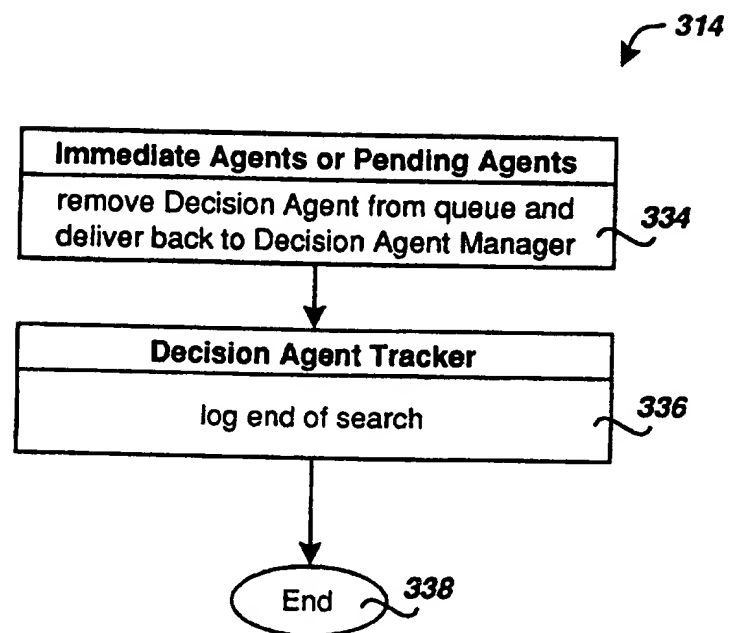 314
Immediate Agents or Pending Agents
remove Decision Agent from queue and
deliver back to Decision Agent Manager
334
Decision Agent Tracker
log end of search
336
End
338